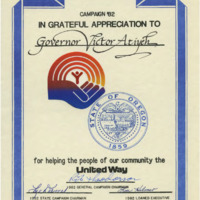 CAMPAIGN '82
IN GRATEFUL APPRECIATION TO
Governor Victor Atiyeh
STATE OF OREGON
1859
for helping the people of our community the
United Way
1982 GENERAL CAMPAIGN CHAIRMAN
1982 STATE CAMPAIGN CHAIRMAN
1982 LOANED EXECUTIVE